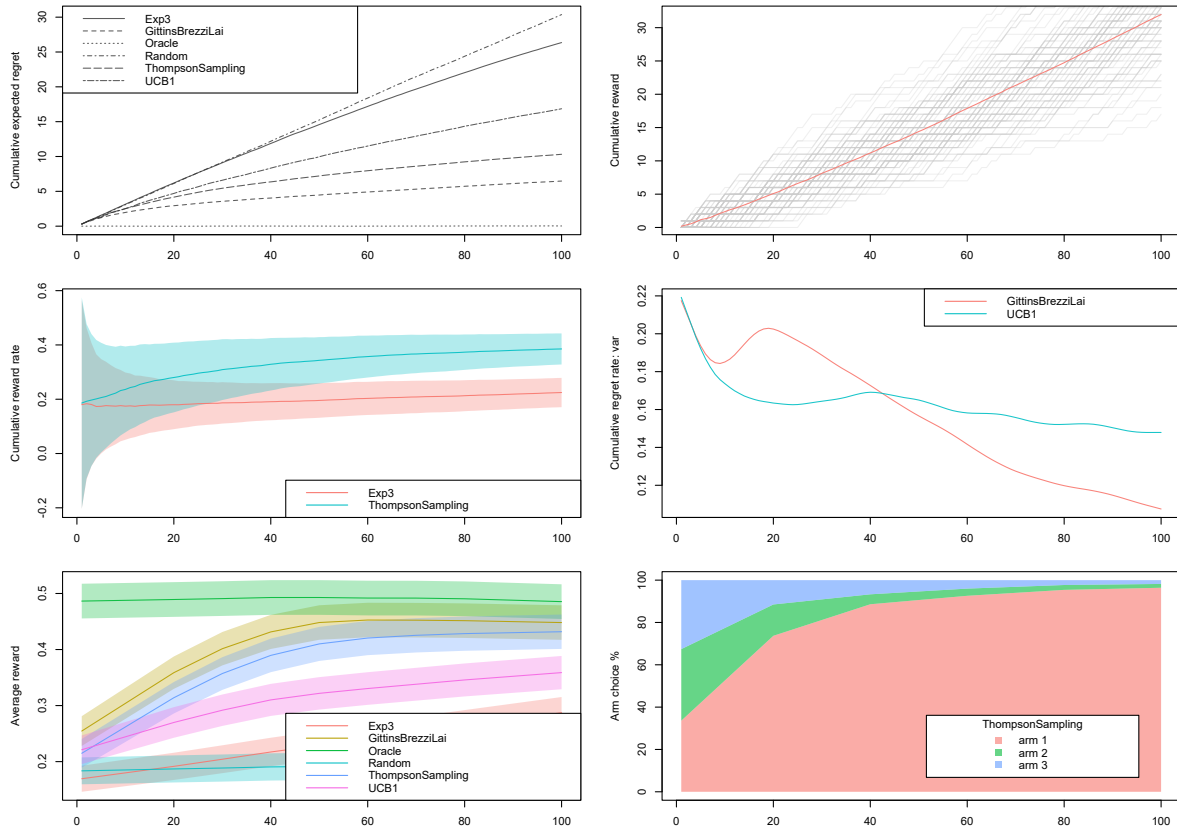 Cumulative expected regret
30
25
20
15
10
5
0
Exp3
GittinsBrezziLai
Oracle
Random
ThompsonSampling
UCB1
0 20 40 60 80 100
Cumulative reward
30
25
20
15
10
5
0
0 20 40 60 80 100
Cumulative reward rate
0.6
0.4
0.2
0.0
-0.2
Exp3
ThompsonSampling
0 20 40 60 80 100
Cumulative regret rate: var
0.22
0.20
0.18
0.16
0.14
0.12
GittinsBrezziLai
UCB1
0 20 40 60 80 100
Average reward
0.5
0.4
0.3
0.2
Exp3
GittinsBrezziLai
Oracle
Random
ThompsonSampling
UCB1
0 20 40 60 80 100
Arm choice %
100
80
60
40
20
0
ThompsonSampling
arm 1
arm 2
arm 3
0 20 40 60 80 100